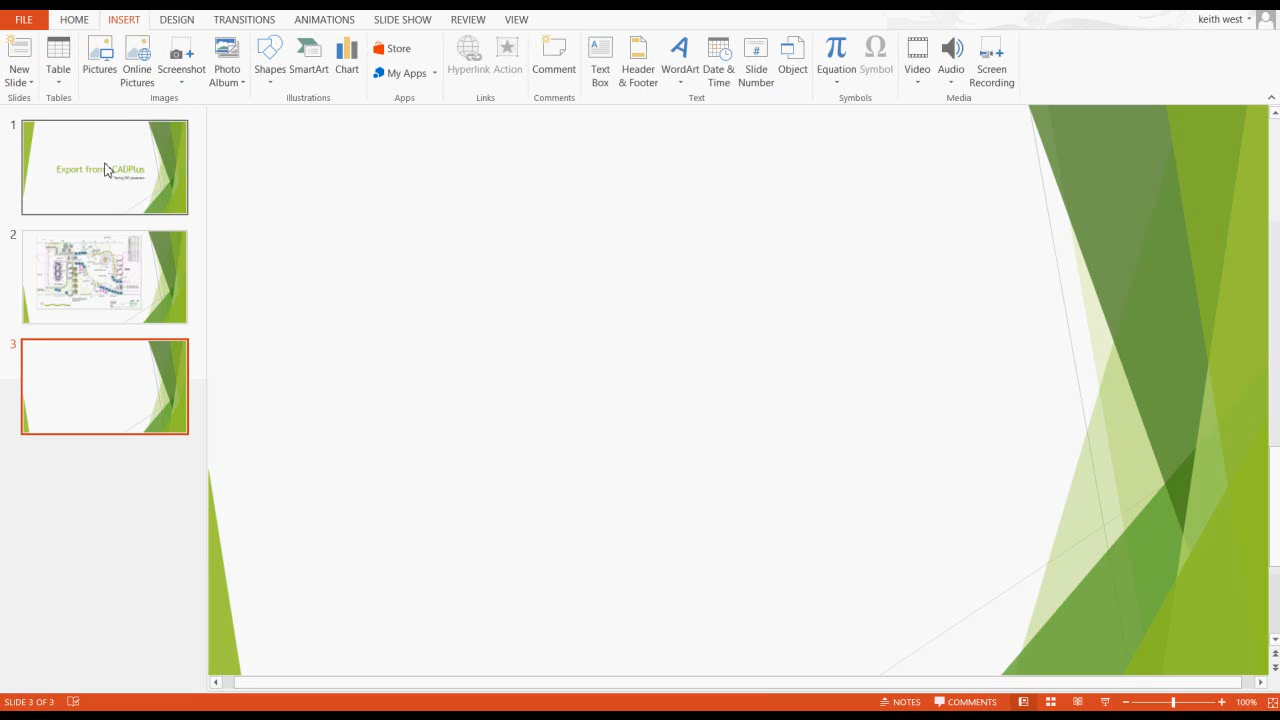 FILE HOME INSERT DESIGN TRANSITIONS ANIMATIONS SLIDE SHOW REVIEW VIEW keith west
New Slide Table Pictures Online Pictures Screenshot Photo Album Shapes SmartArt Chart Store My Apps Hyperlink Action Comment Text Box Header & Footer WordArt Date & Time Slide Number Object Equation Symbol Video Audio Screen Recording
Slides Tables Images Illustrations Apps Links Comments Text Symbols Media
1
Export from CADPlus
2
3
SLIDE 3 OF 3 NOTES COMMENTS 100%